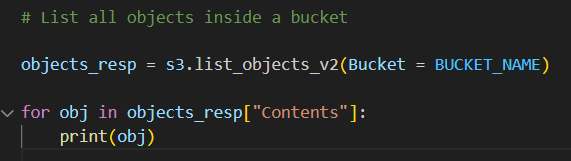 # List all objects inside a bucket
objects_resp = s3.list_objects_v2(Bucket = BUCKET_NAME)
for obj in objects_resp["Contents"]:
    print(obj)